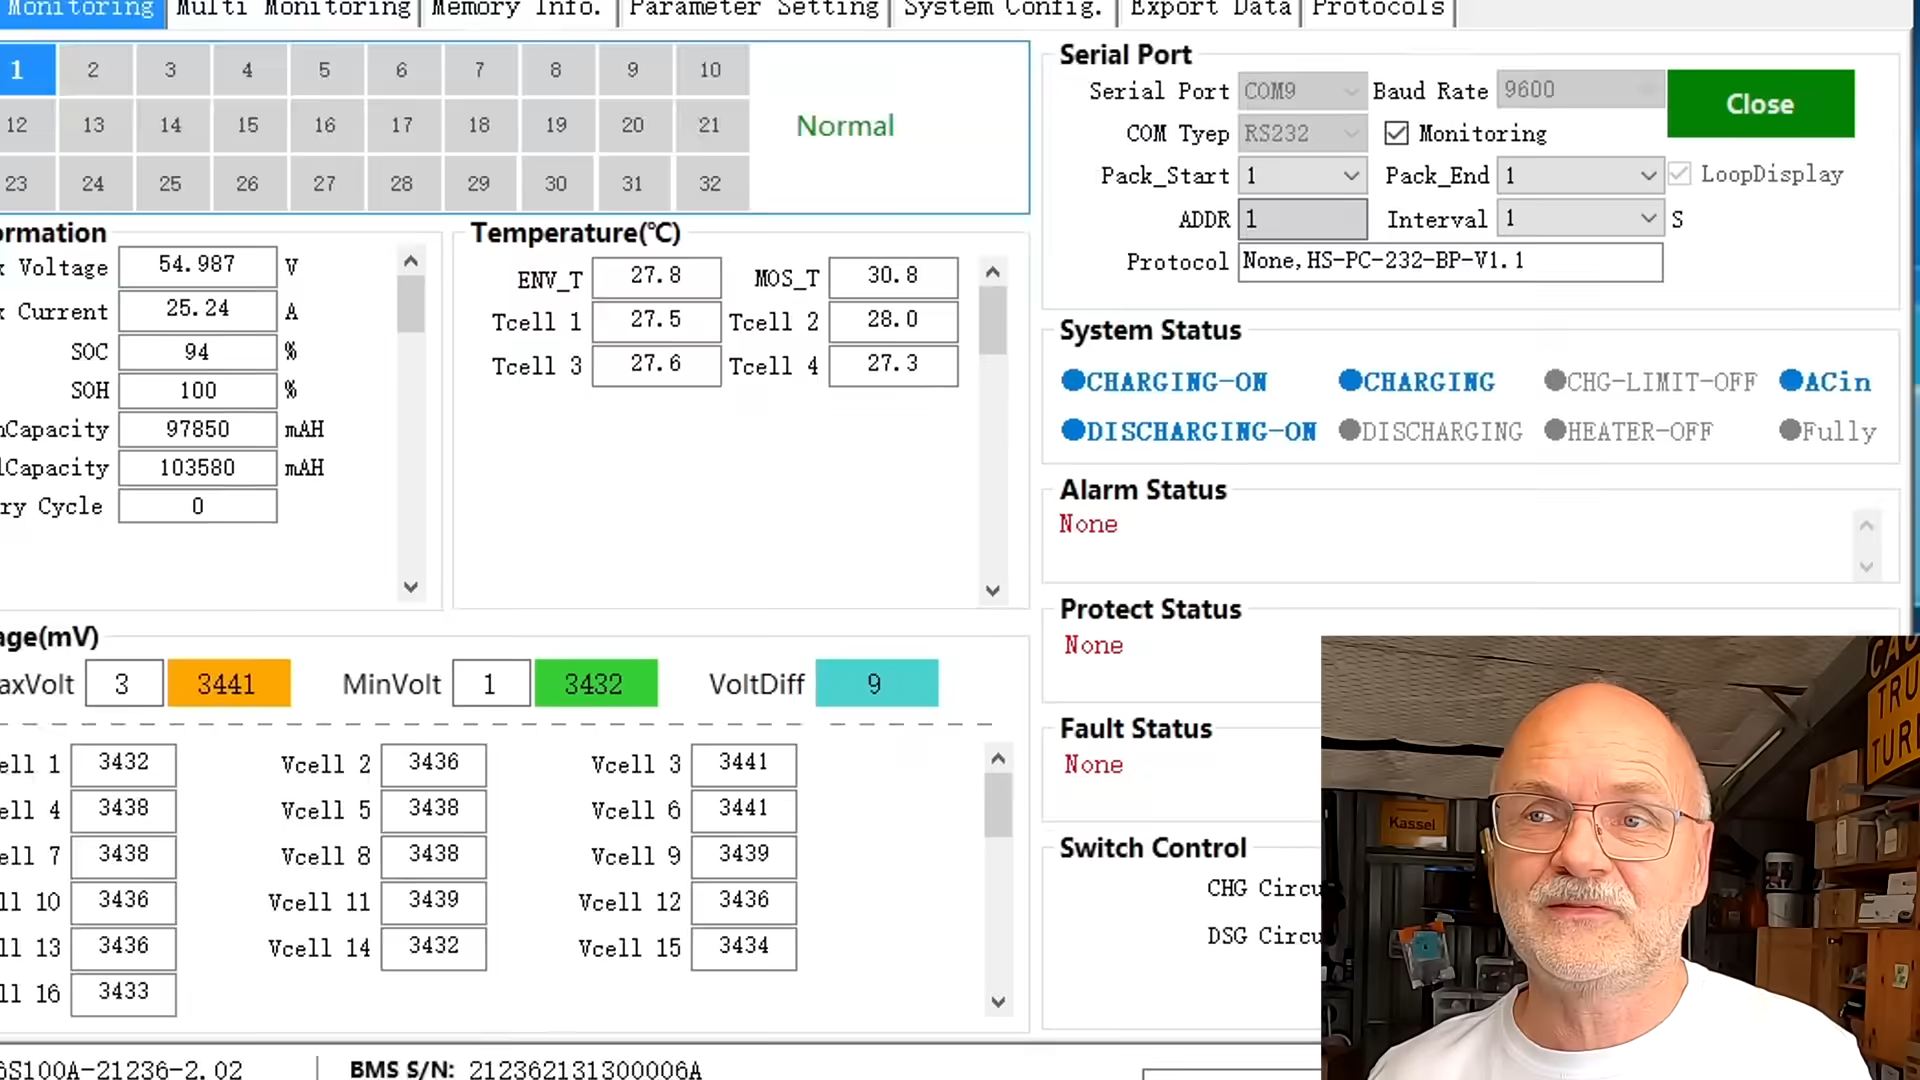 Monitoring Multi Monitoring Memory Info. Parameter Setting System Config. Export Data Protocols
1 2 3 4 5 6 7 8 9 10
12 13 14 15 16 17 18 19 20 21
23 24 25 26 27 28 29 30 31 32
Normal
Serial Port
Serial Port COM9 Baud Rate 9600 Close
COM Tyep RS232 Monitoring
Pack_Start 1 Pack_End 1 LoopDisplay
ADDR 1 Interval 1 S
Protocol None,HS-PC-232-BP-V1.1
ormation
k Voltage 54.987 V
k Current 25.24 A
SOC 94 %
SOH 100 %
nCapacity 97850 mAH
lCapacity 103580 mAH
ry Cycle 0
Temperature(℃)
ENV_T 27.8 MOS_T 30.8
Tcell 1 27.5 Tcell 2 28.0
Tcell 3 27.6 Tcell 4 27.3
System Status
CHARGING-ON CHARGING CHG-LIMIT-OFF ACin
DISCHARGING-ON DISCHARGING HEATER-OFF Fully
Alarm Status
None
Protect Status
None
Fault Status
None
Switch Control
CHG Circu
DSG Circu
age(mV)
axVolt 3 3441 MinVolt 1 3432 VoltDiff 9
ell 1 3432 Vcell 2 3436 Vcell 3 3441
ell 4 3438 Vcell 5 3438 Vcell 6 3441
ell 7 3438 Vcell 8 3438 Vcell 9 3439
ll 10 3436 Vcell 11 3439 Vcell 12 3436
ll 13 3436 Vcell 14 3432 Vcell 15 3434
ll 16 3433
6S100A-21236-2.02 BMS S/N: 212362131300006A
CAU
TRU
TURN
Kassel